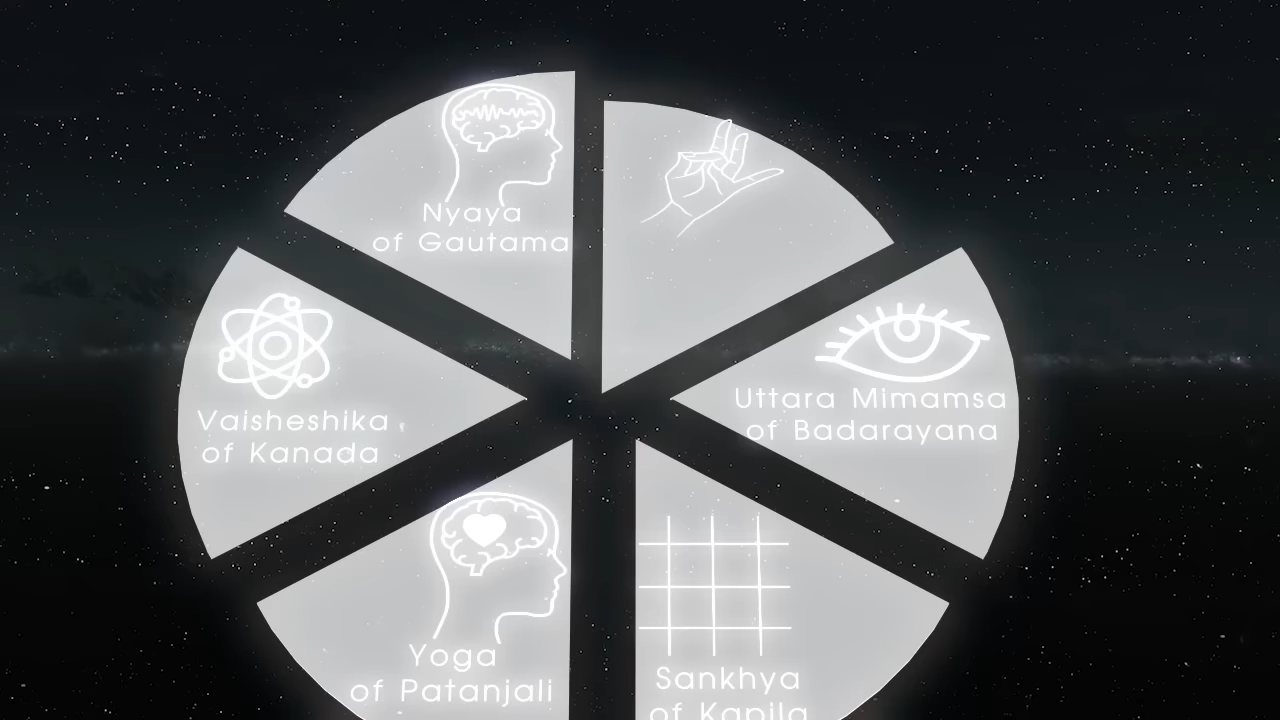 Nyaya
of Gautama
Uttara Mimamsa
of Badarayana
Vaisheshika
of Kanada
Yoga
of Patanjali
Sankhya
of Kapila